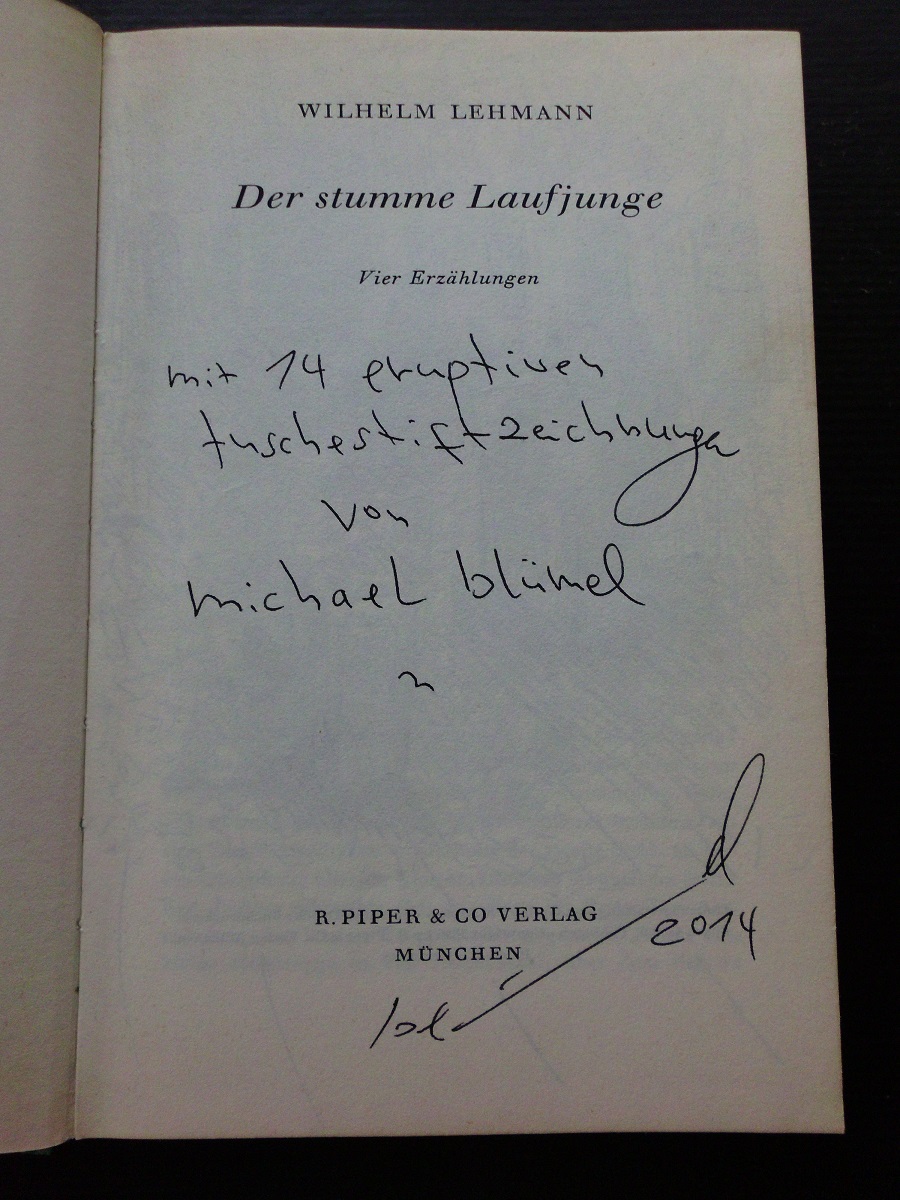 WILHELM LEHMANN
Der stumme Laufjunge
Vier Erzählungen
mit 14 eruptiven
tuschestiftzeichnungen
von
michael blümel
R. PIPER & CO VERLAG
2014
MÜNCHEN